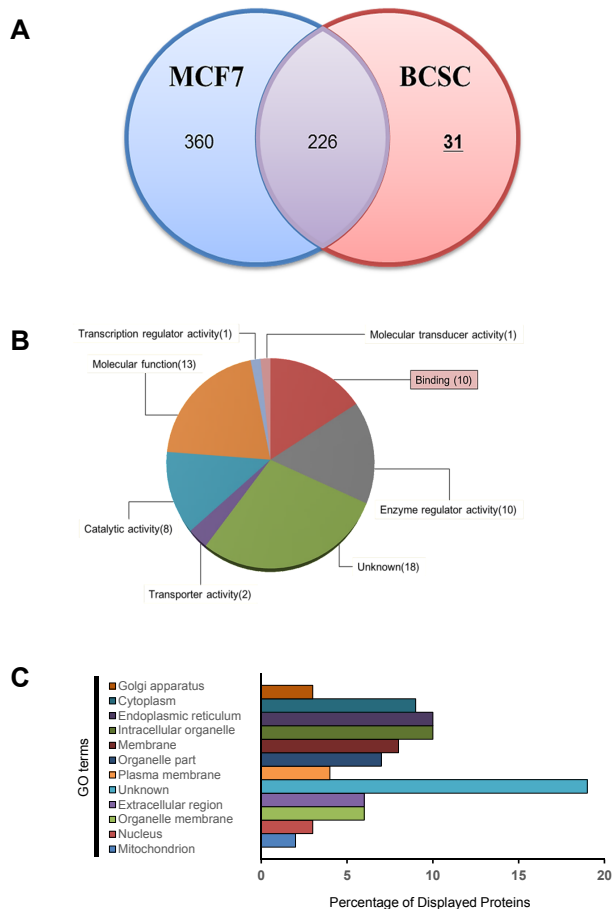 A
MCF7
BCSC
360
226
31
B
Transcription regulator activity(1)
Molecular transducer activity(1)
Molecular function(13)
Binding (10)
Enzyme regulator activity(10)
Catalytic activity(8)
Unknown(18)
Transporter activity(2)
C
GO terms
Golgi apparatus
Cytoplasm
Endoplasmic reticulum
Intracellular organelle
Membrane
Organelle part
Plasma membrane
Unknown
Extracellular region
Organelle membrane
Nucleus
Mitochondrion
0 5 10 15 20
Percentage of Displayed Proteins